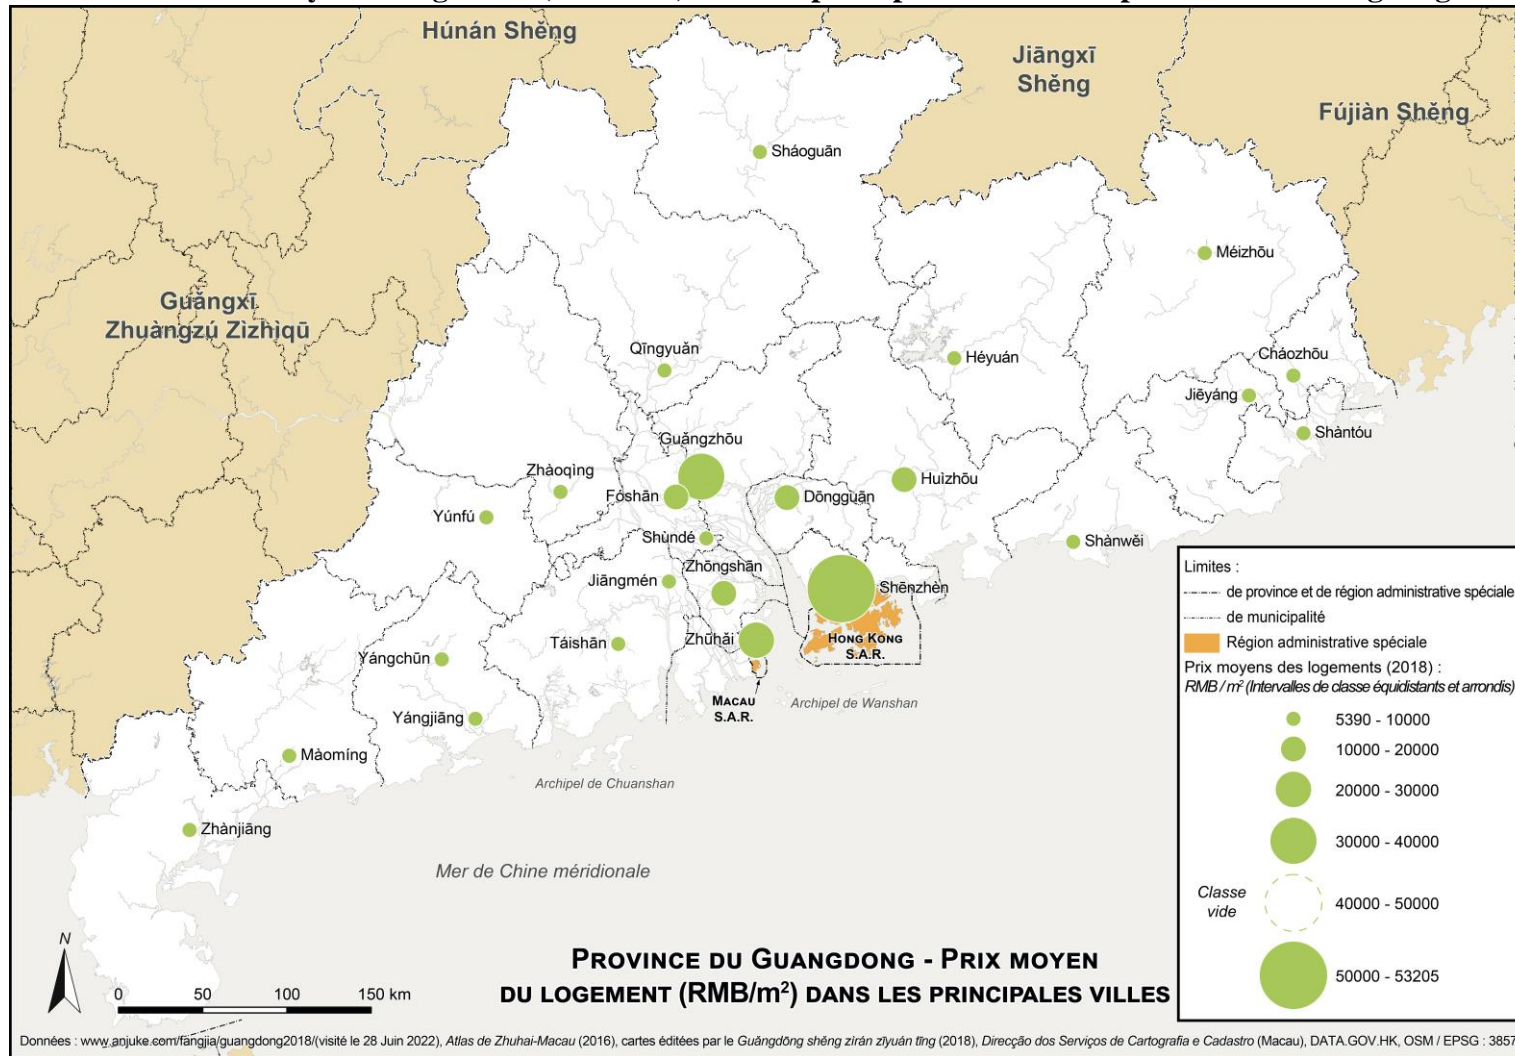 Húnán Shěng
Jiāngxī
Shěng
Fújiàn Shěng
Sháoguān
Méizhōu
Guǎngxī
Zhuàngzú Zìzhìqū
Qīngyuǎn
Héyuán
Cháozhōu
Jiēyáng
Shàntóu
Guǎngzhōu
Zhàoqìng
Fóshān
Dōngguān
Huìzhōu
Yúnfú
Shùndé
Shànwěi
Zhōngshān
Jiāngmén
Shēnzhèn
Táishān
Zhūhǎi
HONG KONG
S.A.R.
Yángchūn
MACAU
S.A.R.
Archipel de Wanshan
Yángjiāng
Màomíng
Archipel de Chuanshan
Zhànjiāng
Mer de Chine méridionale
Limites :
de province et de région administrative spéciale
de municipalité
Région administrative spéciale
Prix moyens des logements (2018) :
RMB / m² (Intervalles de classe équidistants et arrondis)
5390 - 10000
10000 - 20000
20000 - 30000
30000 - 40000
Classe
vide
40000 - 50000
50000 - 53205
N
0 50 100 150 km
PROVINCE DU GUANGDONG - PRIX MOYEN
DU LOGEMENT (RMB/m²) DANS LES PRINCIPALES VILLES
Données : www.anjuke.com/fangjia/guangdong2018/(visité le 28 Juin 2022), Atlas de Zhuhai-Macau (2016), cartes éditées par le Guǎngdōng shěng zìrán zīyuán tīng (2018), Direcção dos Serviços de Cartografia e Cadastro (Macau), DATA.GOV.HK, OSM / EPSG : 3857